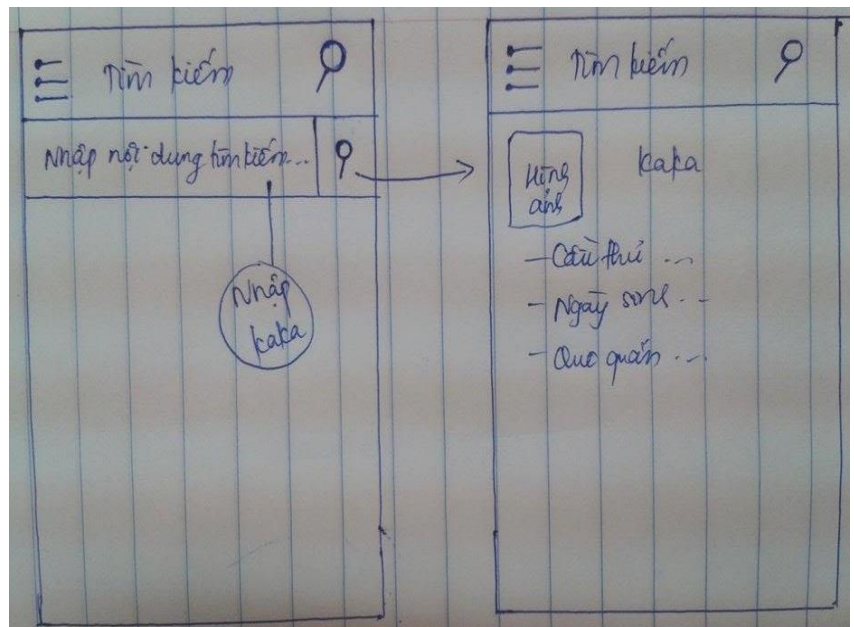 Tìm kiếm
Nhập nội dung tìm kiếm...
Nhập
kaka
Tìm kiếm
Hình
ảnh
kaka
- Cầu thủ ...
- Ngày sinh ...
- Quê quán ...